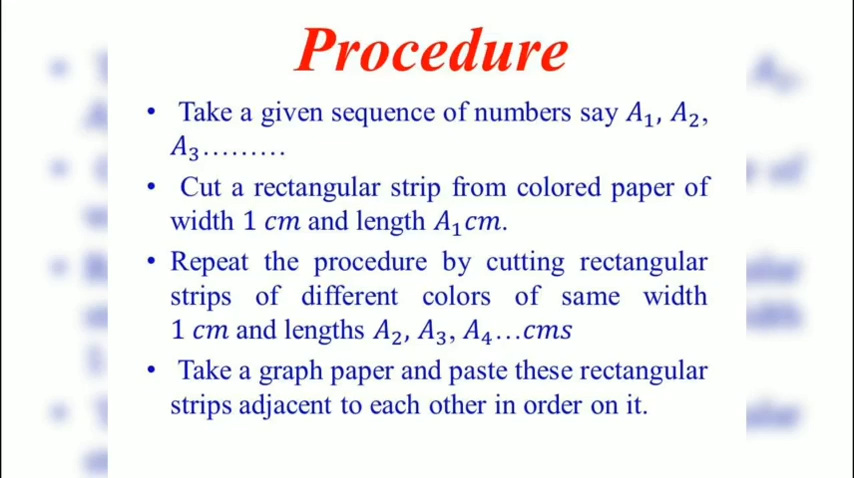 Procedure
• Take a given sequence of numbers say A₁, A₂,
A₃.........
• Cut a rectangular strip from colored paper of
width 1 cm and length A₁cm.
• Repeat the procedure by cutting rectangular
strips of different colors of same width
1 cm and lengths A₂, A₃, A₄...cms
• Take a graph paper and paste these rectangular
strips adjacent to each other in order on it.